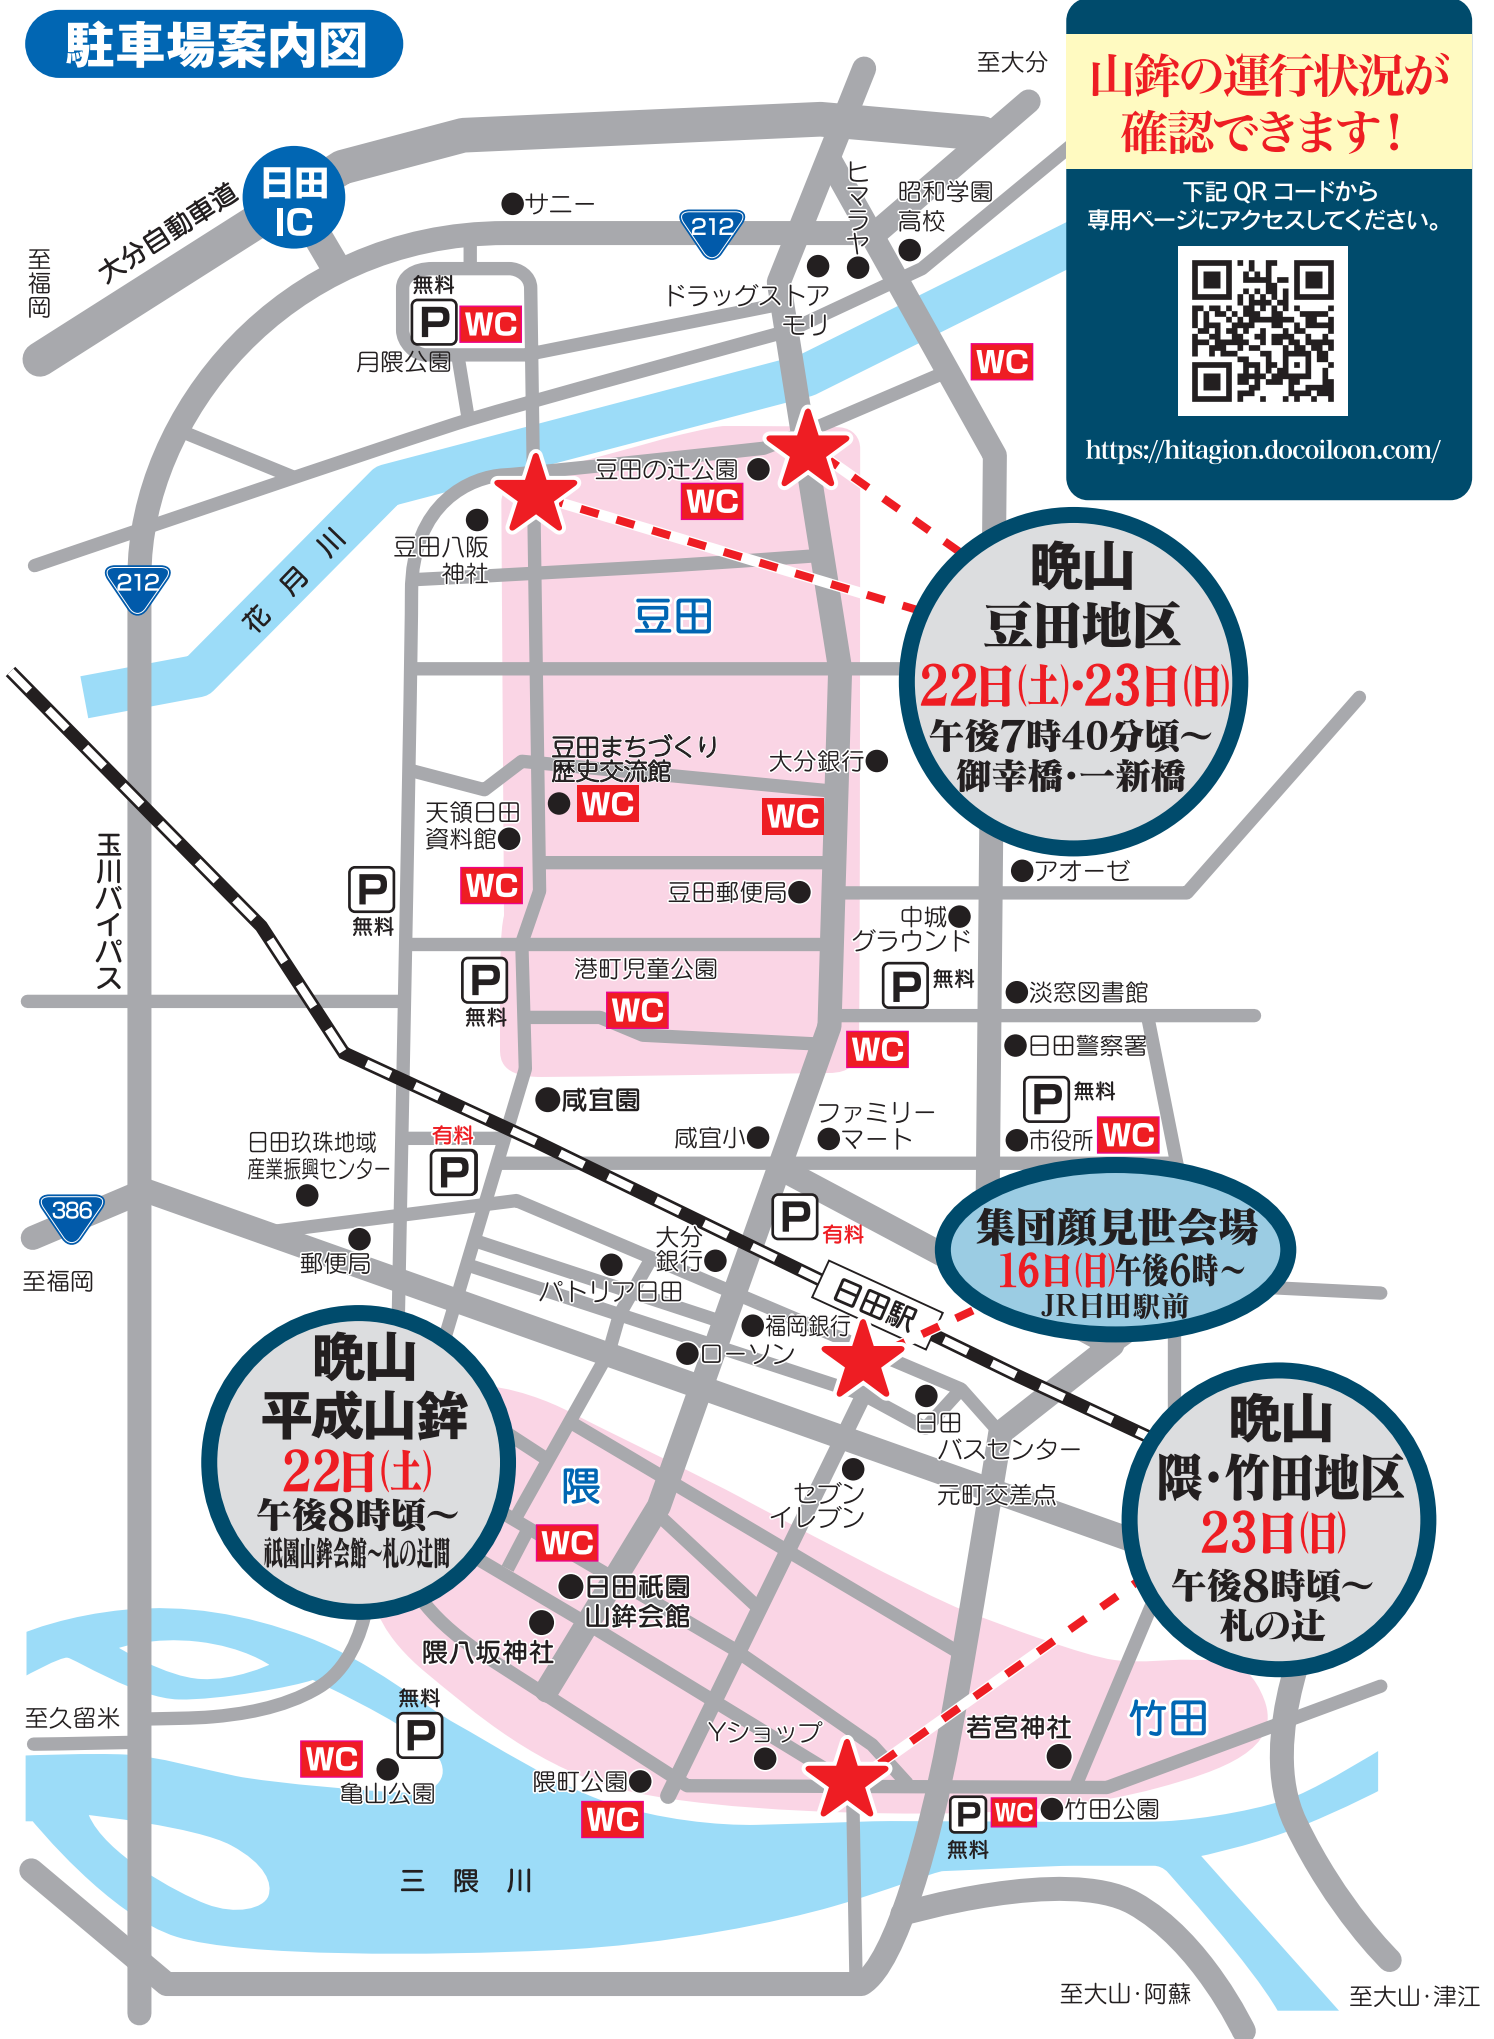 駐車場案内図
山鉾の運行状況が
確認できます!
下記 QR コードから
専用ページにアクセスしてください。
https://hitagion.docoiloon.com/
至大分
日田
IC
大分自動車道
至福岡
サニー
212
ヒマラヤ
昭和学園
高校
ドラッグストア
モリ
無料
P
WC
月隈公園
WC
豆田の辻公園
WC
豆田八阪
神社
212
花月川
豆田
晩山
豆田地区
22日(土)・23日(日)
午後7時40分頃～
御幸橋・一新橋
豆田まちづくり
歴史交流館
WC
大分銀行
WC
天領日田
資料館
WC
P
無料
玉川バイパス
豆田郵便局
アオーゼ
中城
グラウンド
P
無料
P
無料
港町児童公園
WC
淡窓図書館
WC
日田警察署
P
無料
市役所
WC
咸宜園
咸宜小
ファミリー
マート
日田玖珠地域
産業振興センター
有料
P
386
至福岡
郵便局
P
有料
大分
銀行
パトリア日田
日田駅
集団顔見世会場
16日(日)午後6時～
JR日田駅前
福岡銀行
ローソン
日田
バスセンター
晩山
平成山鉾
22日(土)
午後8時頃～
祇園山鉾会館～札の辻間
隈
WC
セブン
イレブン
元町交差点
晩山
隈・竹田地区
23日(日)
午後8時頃～
札の辻
日田祇園
山鉾会館
隈八坂神社
至久留米
無料
P
WC
亀山公園
Yショップ
若宮神社
竹田
隈町公園
WC
P
無料
WC
竹田公園
三隈川
至大山・阿蘇
至大山・津江